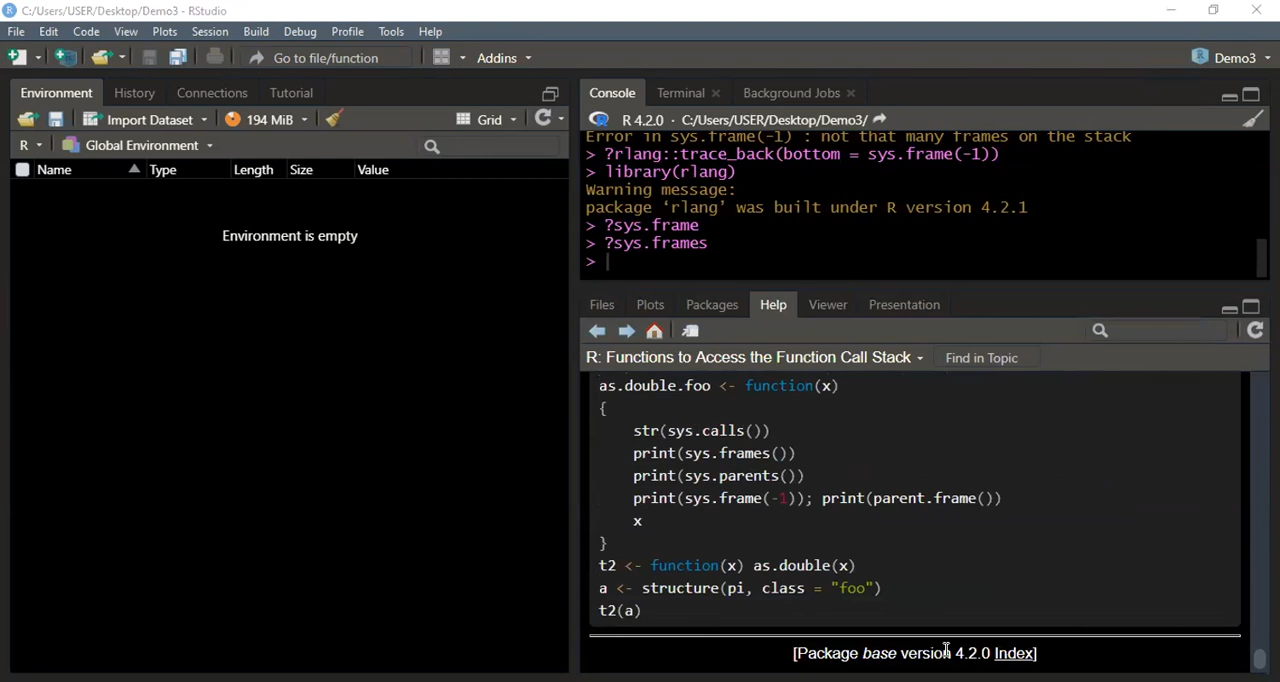 C:/Users/USER/Desktop/Demo3 - RStudio
File Edit Code View Plots Session Build Debug Profile Tools Help
Go to file/function Addins Demo3
Environment History Connections Tutorial
Import Dataset 194 MiB Grid
R Global Environment
Name Type Length Size Value
Environment is empty
Console Terminal Background Jobs
R 4.2.0 · C:/Users/USER/Desktop/Demo3/
Error in sys.frame(-1) : not that many frames on the stack
> ?rlang::trace_back(bottom = sys.frame(-1))
> library(rlang)
Warning message:
package ‘rlang’ was built under R version 4.2.1
> ?sys.frame
> ?sys.frames
>
Files Plots Packages Help Viewer Presentation
R: Functions to Access the Function Call Stack Find in Topic
as.double.foo <- function(x)
{
str(sys.calls())
print(sys.frames())
print(sys.parents())
print(sys.frame(-1)); print(parent.frame())
x
}
t2 <- function(x) as.double(x)
a <- structure(pi, class = "foo")
t2(a)
[Package base version 4.2.0 Index]